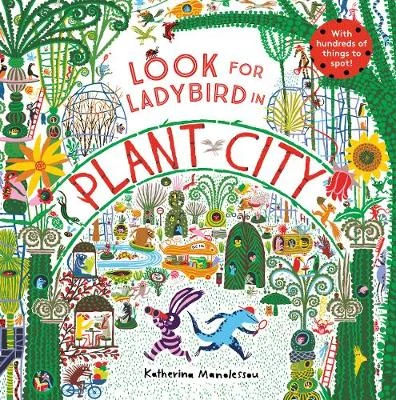 LOOK FOR
LADYBIRD IN
PLANT CITY
With
hundreds of
things to
spot!
Katherina Manolessou